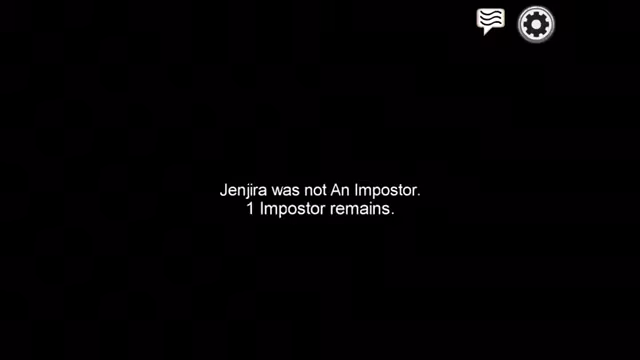 Jenjira was not An Impostor.
1 Impostor remains.